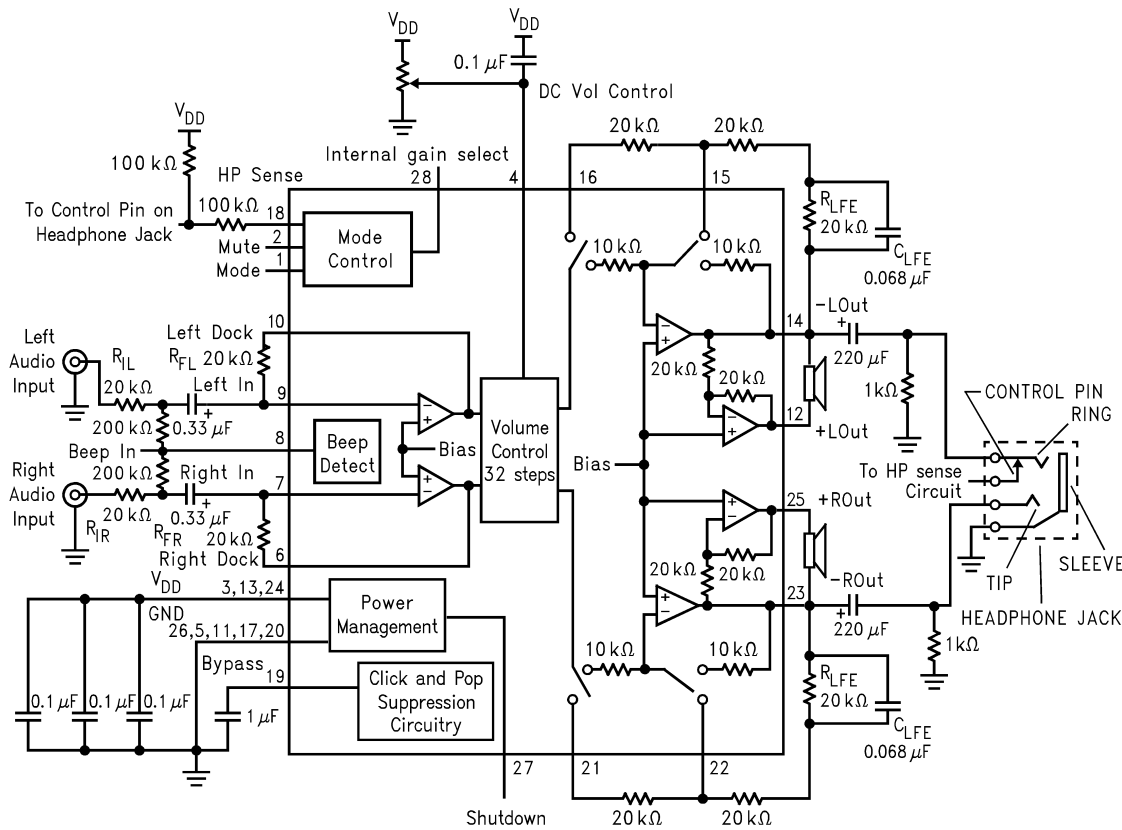 V_DD
V_DD
0.1 μF
DC Vol Control
V_DD
100 kΩ
HP Sense
Internal gain select
28
4
16
15
20 kΩ
20 kΩ
To Control Pin on
Headphone Jack
100 kΩ
18
Mute
2
Mode
1
Mode
Control
10 kΩ
10 kΩ
R_LFE
20 kΩ
C_LFE
0.068 μF
10
Left Dock
Left
Audio
Input
R_IL
20 kΩ
R_FL
20 kΩ
Left In
9
0.33 μF
+
200 kΩ
Beep In
8
Beep
Detect
200 kΩ
Right
Audio
Input
Right In
7
R_IR
20 kΩ
0.33 μF
+
R_FR
20 kΩ
6
Right Dock
−
+
Bias
+
−
Volume
Control
32 steps
Bias
−
+
20 kΩ
20 kΩ
−
+
14
−LOut
+
220 μF
12
+LOut
1kΩ
CONTROL PIN
RING
To HP sense
Circuit
TIP
SLEEVE
HEADPHONE JACK
+
−
25
+ROut
20 kΩ
20 kΩ
+
−
23
−ROut
+
220 μF
1kΩ
V_DD
3,13,24
GND
26,5,11,17,20
Power
Management
Bypass
19
Click and Pop
Suppression
Circuitry
0.1 μF
0.1 μF
0.1 μF
1 μF
10 kΩ
10 kΩ
R_LFE
20 kΩ
C_LFE
0.068 μF
27
21
22
Shutdown
20 kΩ
20 kΩ